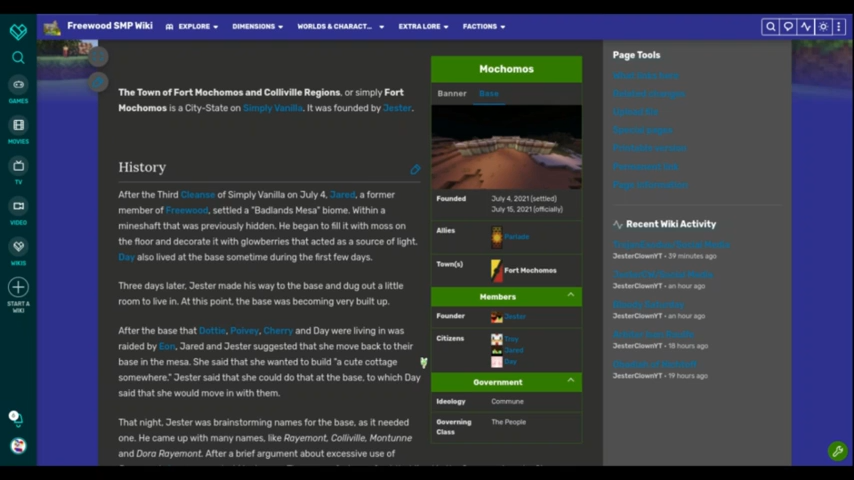 Freewood SMP Wiki
EXPLORE
DIMENSIONS
WORLDS & CHARACT...
EXTRA LORE
FACTIONS
GAMES
MOVIES
TV
VIDEO
WIKIS
START A
WIKI
The Town of Fort Mochomos and Colliville Regions, or simply Fort
Mochomos is a City-State on Simply Vanilla. It was founded by Jester.
History
After the Third Cleanse of Simply Vanilla on July 4, Jared, a former
member of Freewood, settled a "Badlands Mesa" biome. Within a
mineshaft that was previously hidden. He began to fill it with moss on
the floor and decorate it with glowberries that acted as a source of light.
Day also lived at the base sometime during the first few days.
Three days later, Jester made his way to the base and dug out a little
room to live in. At this point, the base was becoming very built up.
After the base that Dottie, Poivey, Cherry and Day were living in was
raided by Eon, Jared and Jester suggested that she move back to their
base in the mesa. She said that she wanted to build "a cute cottage
somewhere." Jester said that she could do that at the base, to which Day
said that she would move in with them.
That night, Jester was brainstorming names for the base, as it needed
one. He came up with many names, like Rayemont, Colliville, Montunne
and Dora Rayemont. After a brief argument about excessive use of
Mochomos
Banner
Base
Founded
July 4, 2021 (settled)
July 15, 2021 (officially)
Allies
Town(s)
Fort Mochomos
Members
Founder
Jester
Citizens
Troy
Jared
Day
Government
Ideology
Commune
Governing
Class
The People
Page Tools
What links here
Related changes
Special pages
Printable version
Permanent link
Page information
Recent Wiki Activity
JesterClownYT • 39 minutes ago
JesterClownYT • an hour ago
JesterClownYT • an hour ago
JesterClownYT • 18 hours ago
JesterClownYT • 19 hours ago